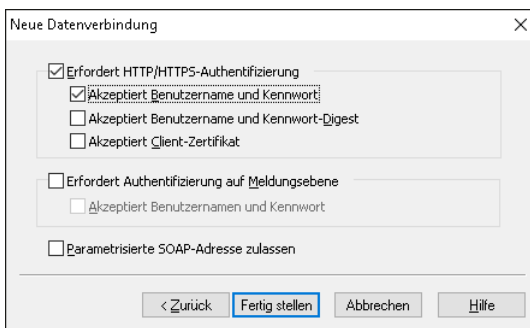 Neue Datenverbindung
Erfordert HTTP/HTTPS-Authentifizierung
Akzeptiert Benutzername und Kennwort
Akzeptiert Benutzername und Kennwort-Digest
Akzeptiert Client-Zertifikat
Erfordert Authentifizierung auf Meldungsebene
Akzeptiert Benutzernamen und Kennwort
Parametrisierte SOAP-Adresse zulassen
< Zurück Fertig stellen Abbrechen Hilfe